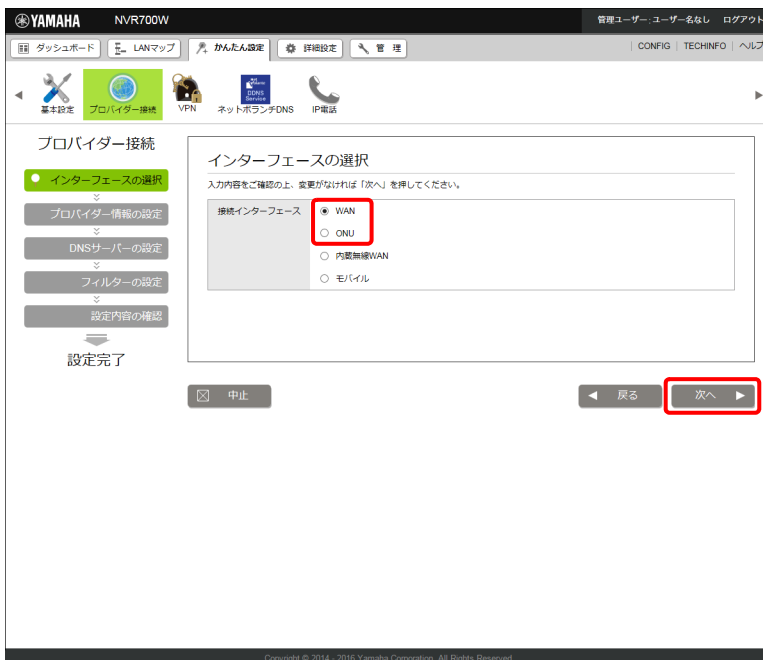 YAMAHA NVR700W 管理ユーザー：ユーザー名なし ログアウト
ダッシュボード LANマップ かんたん設定 詳細設定 管 理 | CONFIG | TECHINFO | ヘルプ
基本設定 プロバイダー接続 VPN ネットボランチDNS IP電話
プロバイダー接続
インターフェースの選択
プロバイダー情報の設定
DNSサーバーの設定
フィルターの設定
設定内容の確認
設定完了
インターフェースの選択
入力内容をご確認の上、変更がなければ「次へ」を押してください。
接続インターフェース
WAN
ONU
内蔵無線WAN
モバイル
中止 戻る 次へ
Copyright © 2014 - 2016 Yamaha Corporation. All Rights Reserved.